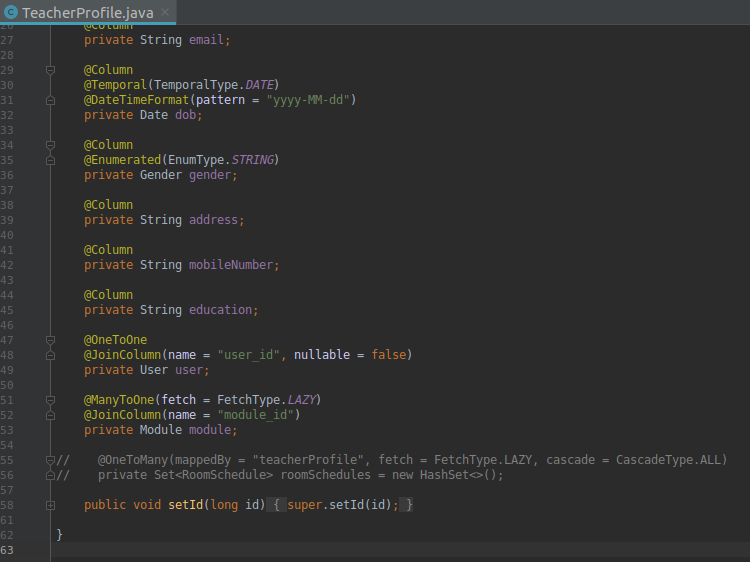 TeacherProfile.java
26 @Column
27 private String email;
28
29 @Column
30 @Temporal(TemporalType.DATE)
31 @DateTimeFormat(pattern = "yyyy-MM-dd")
32 private Date dob;
33
34 @Column
35 @Enumerated(EnumType.STRING)
36 private Gender gender;
37
38 @Column
39 private String address;
40
41 @Column
42 private String mobileNumber;
43
44 @Column
45 private String education;
46
47 @OneToOne
48 @JoinColumn(name = "user_id", nullable = false)
49 private User user;
50
51 @ManyToOne(fetch = FetchType.LAZY)
52 @JoinColumn(name = "module_id")
53 private Module module;
54
55 // @OneToMany(mappedBy = "teacherProfile", fetch = FetchType.LAZY, cascade = CascadeType.ALL)
56 // private Set<RoomSchedule> roomSchedules = new HashSet<>();
57
58 public void setId(long id) { super.setId(id); }
61
62 }
63